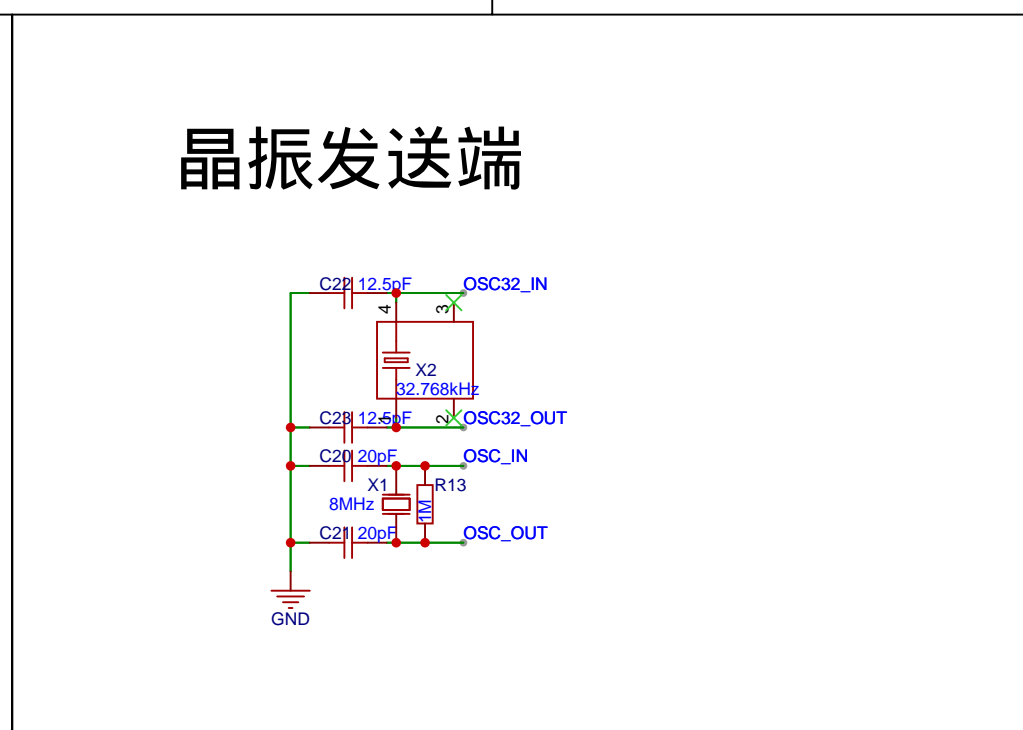 晶振发送端
C22 12.5pF OSC32_IN
4 3
X2
32.768kHz
1 2
C23 12.5pF OSC32_OUT
C20 20pF OSC_IN
X1 R13
8MHz 1M
C21 20pF OSC_OUT
GND